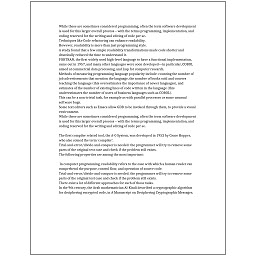 While these are sometimes considered programming, often the term software development
is used for this larger overall process – with the terms programming, implementation, and
coding reserved for the writing and editing of code per se.
Techniques like Code refactoring can enhance readability.
However, readability is more than just programming style.
A study found that a few simple readability transformations made code shorter and
drastically reduced the time to understand it.
FORTRAN, the first widely used high-level language to have a functional implementation,
came out in 1957, and many other languages were soon developed—in particular, COBOL
aimed at commercial data processing, and Lisp for computer research.
Methods of measuring programming language popularity include: counting the number of
job advertisements that mention the language, the number of books sold and courses
teaching the language (this overestimates the importance of newer languages), and
estimates of the number of existing lines of code written in the language (this
underestimates the number of users of business languages such as COBOL).
This can be a non-trivial task, for example as with parallel processes or some unusual
software bugs.
Some text editors such as Emacs allow GDB to be invoked through them, to provide a visual
environment.
While these are sometimes considered programming, often the term software development
is used for this larger overall process – with the terms programming, implementation, and
coding reserved for the writing and editing of code per se.
The first compiler related tool, the A-0 System, was developed in 1952 by Grace Hopper,
who also coined the term 'compiler'.
Trial-and-error/divide-and-conquer is needed: the programmer will try to remove some
parts of the original test case and check if the problem still exists.
The following properties are among the most important:
In computer programming, readability refers to the ease with which a human reader can
comprehend the purpose, control flow, and operation of source code.
Trial-and-error/divide-and-conquer is needed: the programmer will try to remove some
parts of the original test case and check if the problem still exists.
There exist a lot of different approaches for each of those tasks.
In the 9th century, the Arab mathematician Al-Kindi described a cryptographic algorithm
for deciphering encrypted code, in A Manuscript on Deciphering Cryptographic Messages.